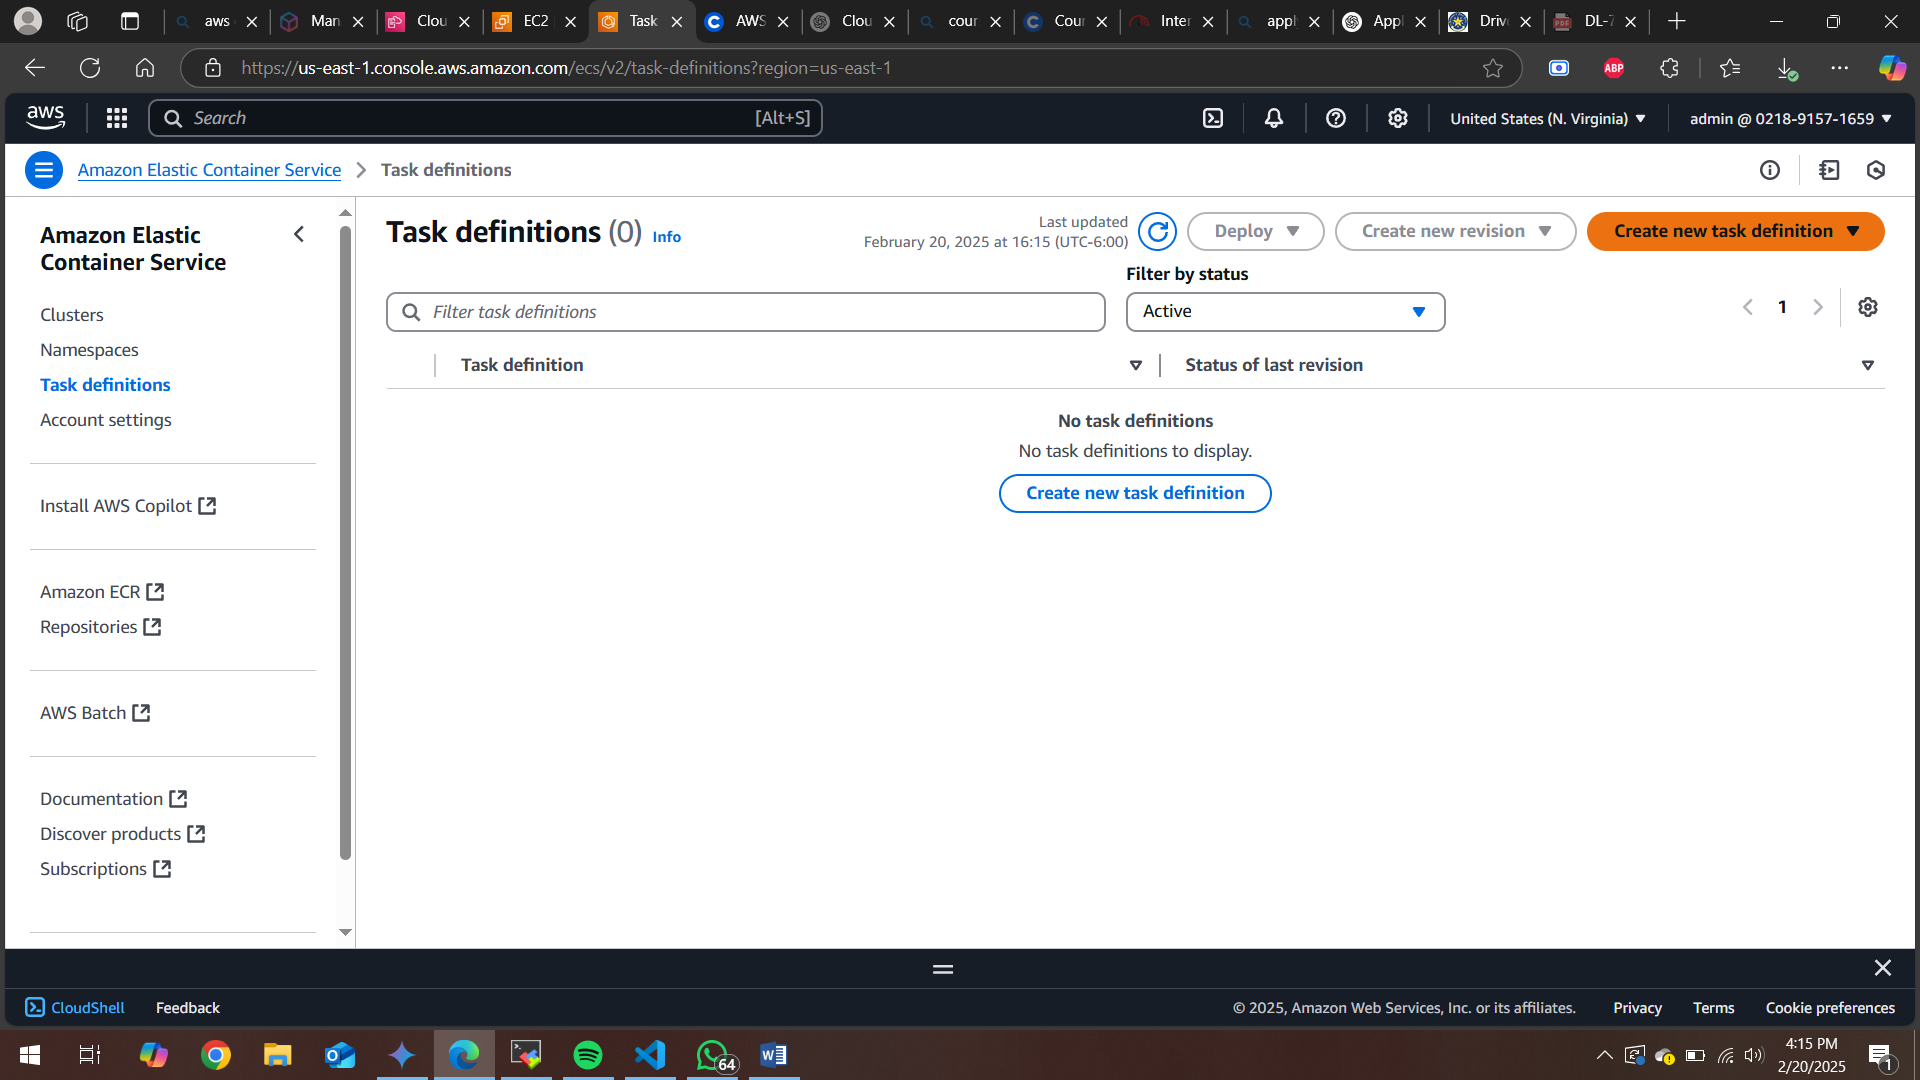 aws
Man
Clou
EC2
Task
AWS
Clou
cour
Cour
Inter
appl
Appl
Driv
DL-7
https://us-east-1.console.aws.amazon.com/ecs/v2/task-definitions?region=us-east-1
ABP
aws
Search
[Alt+S]
United States (N. Virginia)
admin @ 0218-9157-1659
Amazon Elastic Container Service
Task definitions
Amazon Elastic
Container Service
Clusters
Namespaces
Task definitions
Account settings
Install AWS Copilot
Amazon ECR
Repositories
AWS Batch
Documentation
Discover products
Subscriptions
Task definitions (0) Info
Last updated
February 20, 2025 at 16:15 (UTC-6:00)
Deploy
Create new revision
Create new task definition
Filter by status
Filter task definitions
Active
1
Task definition
Status of last revision
No task definitions
No task definitions to display.
Create new task definition
CloudShell
Feedback
© 2025, Amazon Web Services, Inc. or its affiliates.
Privacy
Terms
Cookie preferences
64
4:15 PM
2/20/2025
1